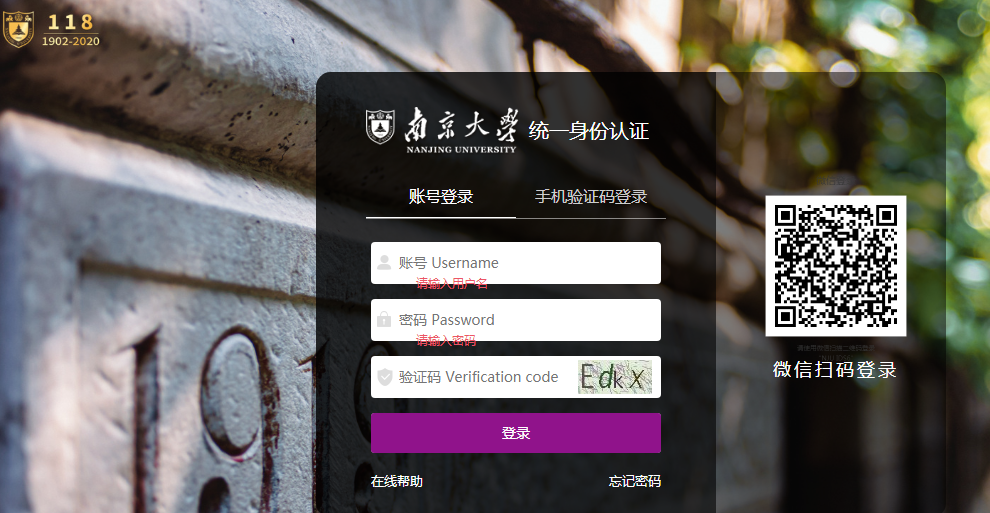 118
1902-2020
南京大学 统一身份认证
NANJING UNIVERSITY
账号登录 手机验证码登录
账号 Username
请输入用户名
密码 Password
请输入密码
验证码 Verification code EdkX
登录
在线帮助 忘记密码
微信扫码登录
191